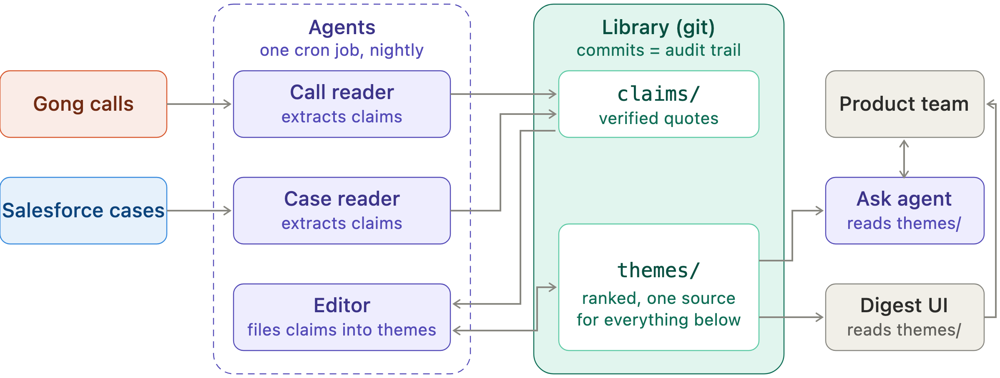 Agents
one cron job, nightly
Library (git)
commits = audit trail
Gong calls
Call reader
extracts claims
claims/
verified quotes
Product team
Salesforce cases
Case reader
extracts claims
Ask agent
reads themes/
Editor
files claims into themes
themes/
ranked, one source
for everything below
Digest UI
reads themes/